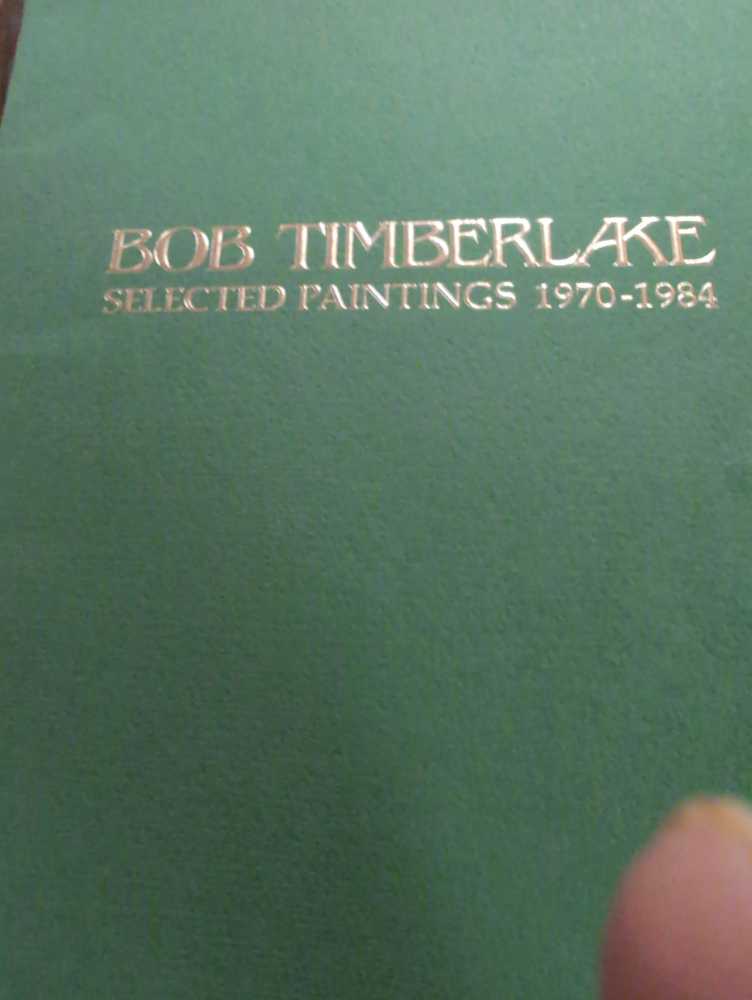 BOB TIMBERLAKE
SELECTED PAINTINGS 1970-1984